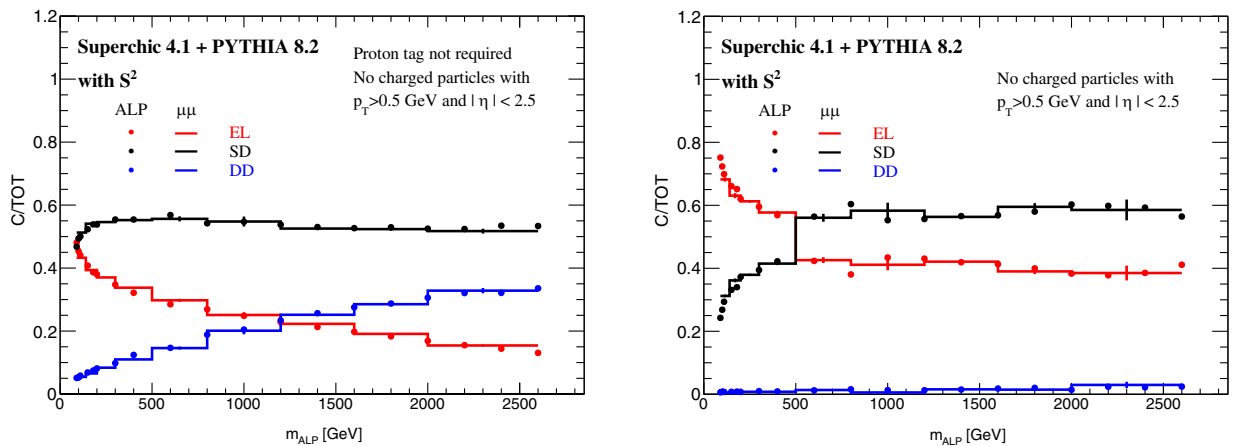 1.2
1
0.8
0.6
0.4
0.2
0
C/TOT
Superchic 4.1 + PYTHIA 8.2
with S²
Proton tag not required
No charged particles with
p_T>0.5 GeV and | η | < 2.5
ALP μμ
EL
SD
DD
0 500 1000 1500 2000 2500
m_ALP [GeV]
1.2
1
0.8
0.6
0.4
0.2
0
C/TOT
Superchic 4.1 + PYTHIA 8.2
with S²
No charged particles with
p_T>0.5 GeV and | η | < 2.5
ALP μμ
EL
SD
DD
0 500 1000 1500 2000 2500
m_ALP [GeV]